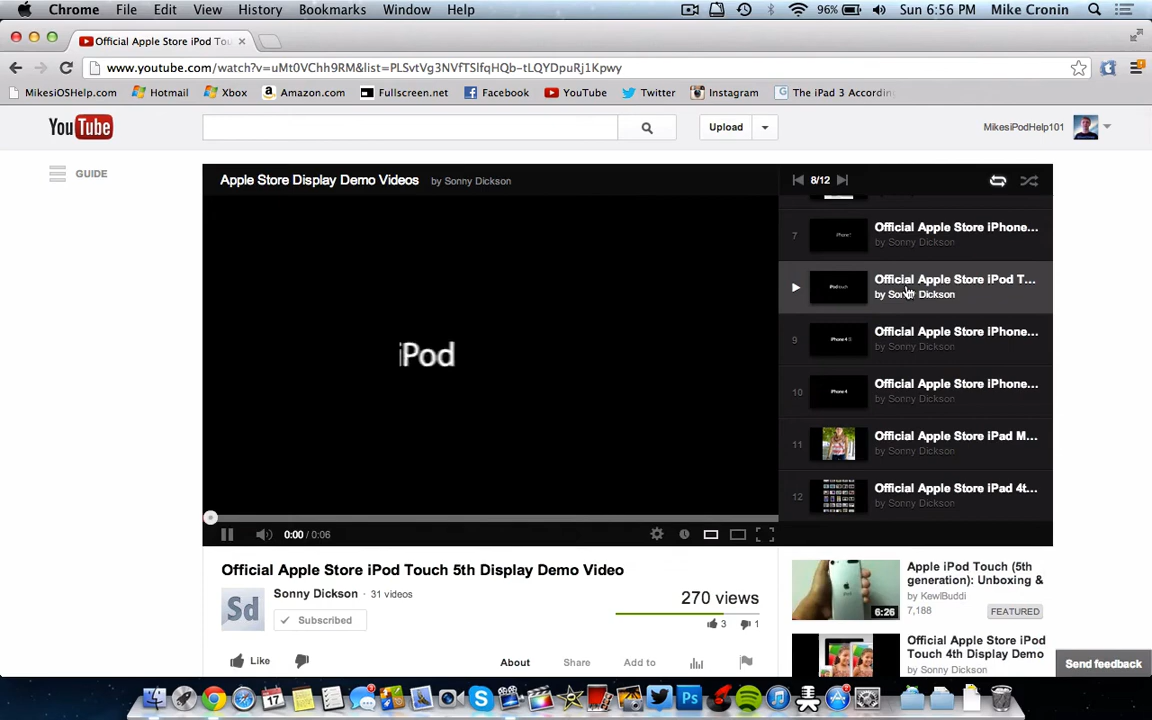 Chrome File Edit View History Bookmarks Window Help 96% Sun 6:56 PM Mike Cronin
Official Apple Store iPod Tou
www.youtube.com/watch?v=uMt0VChh9RM&list=PLSvtVg3NVfTSlfqHQb-tLQYDpuRj1Kpwy
MikesiOSHelp.com Hotmail Xbox Amazon.com Fullscreen.net Facebook YouTube Twitter Instagram The iPad 3 Accordin
YouTube Upload MikesiPodHelp101
GUIDE
Apple Store Display Demo Videos by Sonny Dickson 8/12
7 Official Apple Store iPhone...
by Sonny Dickson
Official Apple Store iPod T...
by Sonny Dickson
iPod touch
iPod
9 Official Apple Store iPhone...
by Sonny Dickson
iPhone 4
10 Official Apple Store iPhone...
by Sonny Dickson
iPhone 4
11 Official Apple Store iPad M...
by Sonny Dickson
12 Official Apple Store iPad 4t...
by Sonny Dickson
0:00 / 0:06
Official Apple Store iPod Touch 5th Display Demo Video
Sd Sonny Dickson · 31 videos
Subscribed
270 views
3 1
Like About Share Add to
Apple iPod Touch (5th
generation): Unboxing &
by KewlBuddi
7,188 FEATURED
6:26
Official Apple Store iPod
Touch 4th Display Demo
by Sonny Dickson
Send feedback